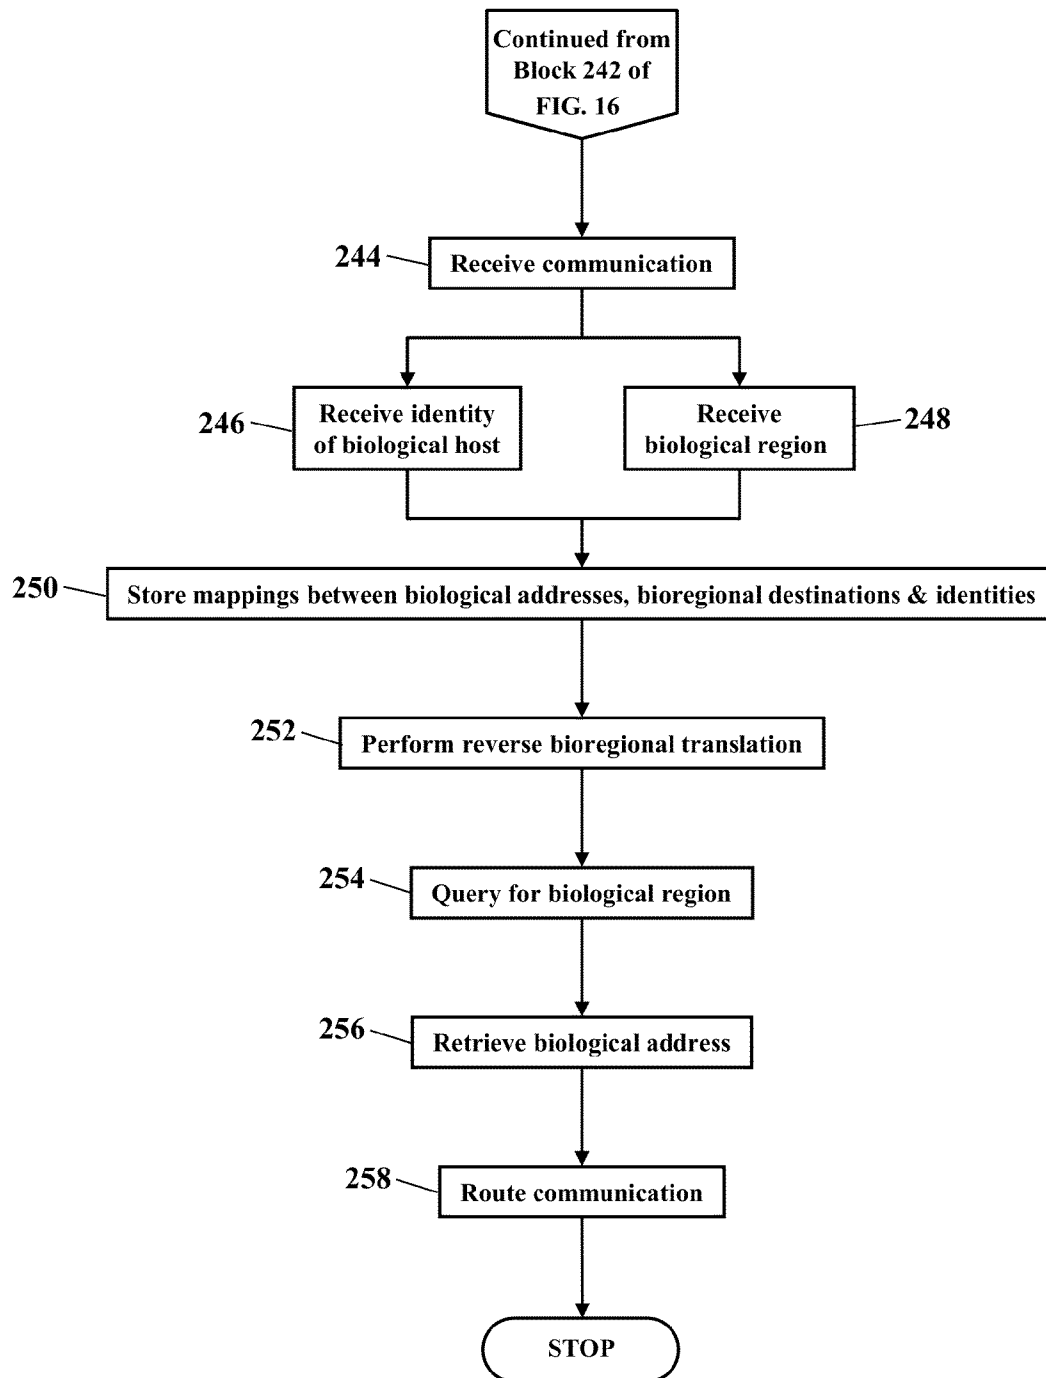 Continued from
Block 242 of
FIG. 16
244
Receive communication
246
Receive identity
of biological host
Receive
biological region
248
250
Store mappings between biological addresses, bioregional destinations & identities
252
Perform reverse bioregional translation
254
Query for biological region
256
Retrieve biological address
258
Route communication
STOP